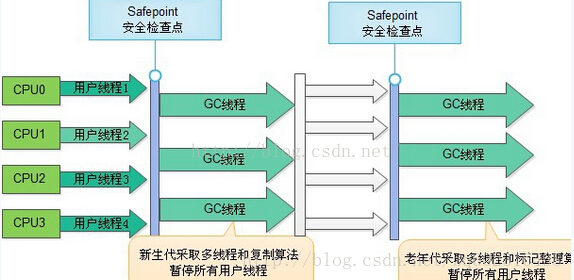 Safepoint
安全检查点
Safepoint
安全检查点
CPU0
用户线程1
GC线程
GC线程
CPU1
用户线程2
GC线程
GC线程
CPU2
用户线程3
GC线程
GC线程
CPU3
用户线程4
http://blog.csdn.net
新生代采取多线程和复制算法
暂停所有用户线程
老年代采取多线程和标记整理算
暂停所有用户线程
http://blog.csdn.net